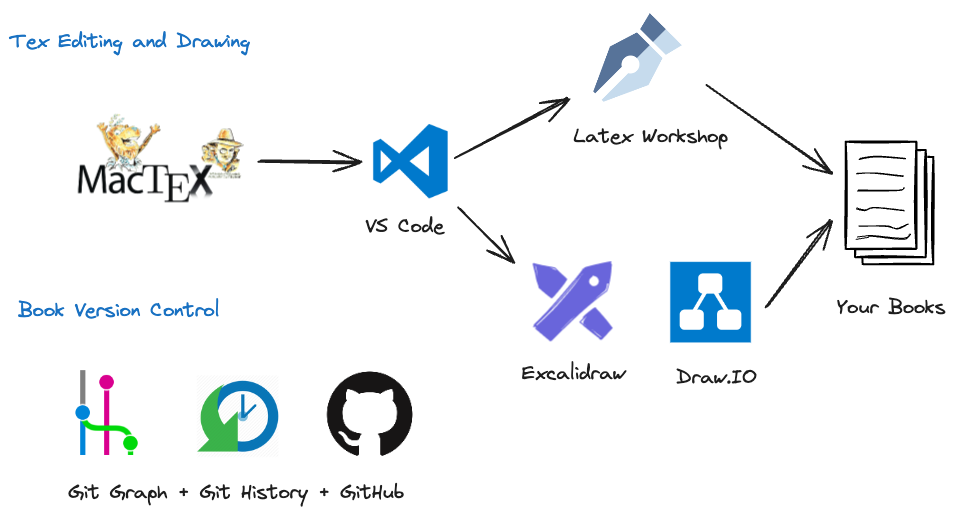 Tex Editing and Drawing
Latex Workshop
MacTEX
VS Code
Book Version Control
Your Books
Excalidraw
Draw.IO
Git Graph + Git History + GitHub